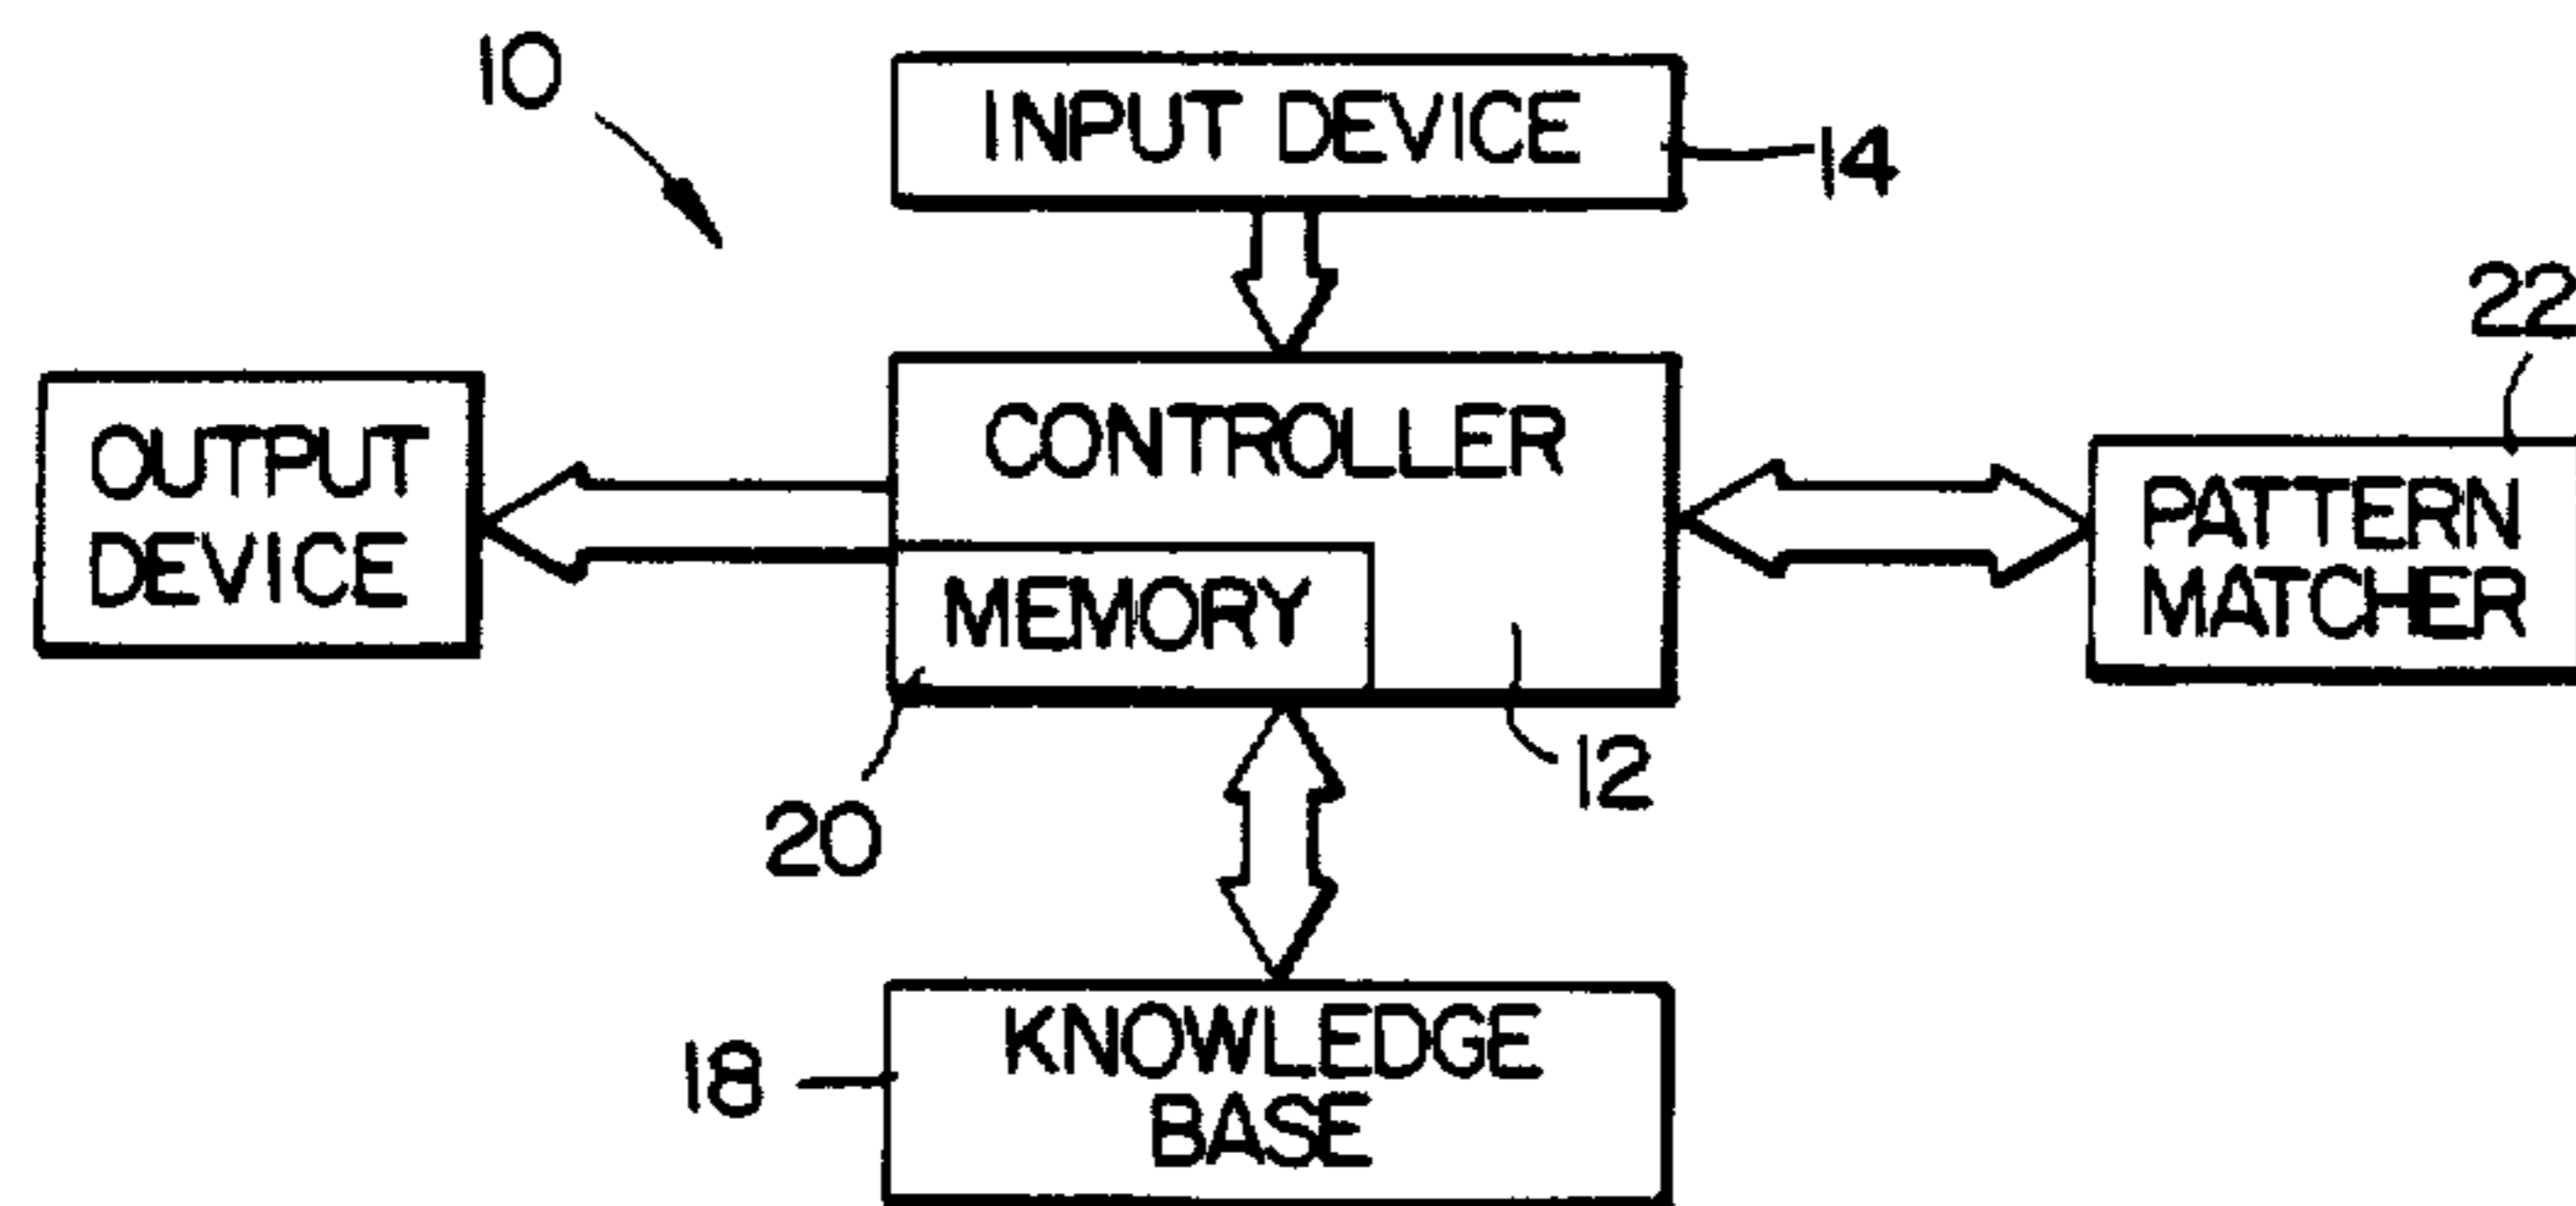 10
INPUT DEVICE
14
22
OUTPUT
DEVICE
CONTROLLER
MEMORY
PATTERN
MATCHER
12
20
18
KNOWLEDGE
BASE